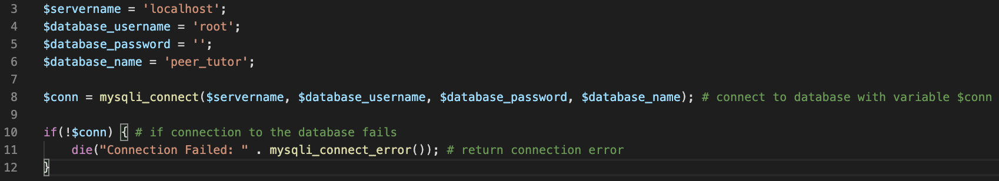 3 $servername = 'localhost';
4 $database_username = 'root';
5 $database_password = '';
6 $database_name = 'peer_tutor';
7
8 $conn = mysqli_connect($servername, $database_username, $database_password, $database_name); # connect to database with variable $conn
9
10 if(!$conn) { # if connection to the database fails
11 die("Connection Failed: " . mysqli_connect_error()); # return connection error
12 }